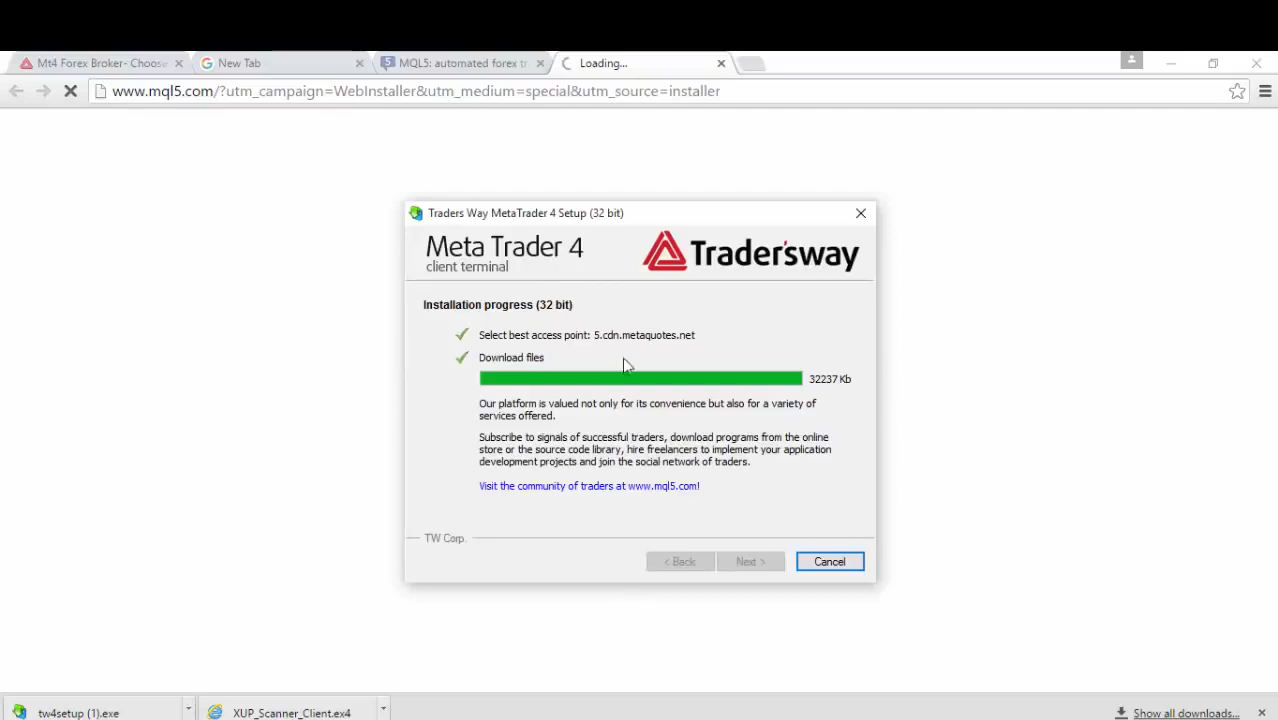 Mt4 Forex Broker- Choose
New Tab
MQL5: automated forex tr
Loading...
www.mql5.com/?utm_campaign=WebInstaller&utm_medium=special&utm_source=installer
Traders Way MetaTrader 4 Setup (32 bit)
Meta Trader 4
client terminal
Trader'sway
Installation progress (32 bit)
Select best access point: 5.cdn.metaquotes.net
Download files
32237 Kb
Our platform is valued not only for its convenience but also for a variety of
services offered.
Subscribe to signals of successful traders, download programs from the online
store or the source code library, hire freelancers to implement your application
development projects and join the social network of traders.
Visit the community of traders at www.mql5.com!
TW Corp.
< Back
Next >
Cancel
tw4setup (1).exe
XUP_Scanner_Client.ex4
Show all downloads...